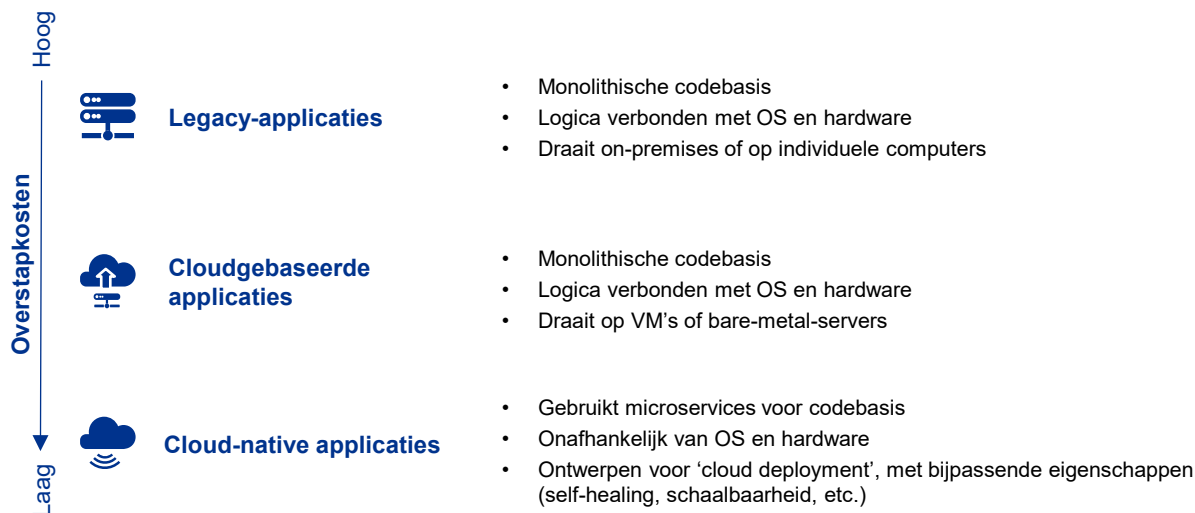 Hoog
Overstapkosten
Laag
Legacy-applicaties
• Monolithische codebasis
• Logica verbonden met OS en hardware
• Draait on-premises of op individuele computers
Cloudgebaseerde
applicaties
• Monolithische codebasis
• Logica verbonden met OS en hardware
• Draait op VM’s of bare-metal-servers
Cloud-native applicaties
• Gebruikt microservices voor codebasis
• Onafhankelijk van OS en hardware
• Ontwerpen voor ‘cloud deployment’, met bijpassende eigenschappen
(self-healing, schaalbaarheid, etc.)